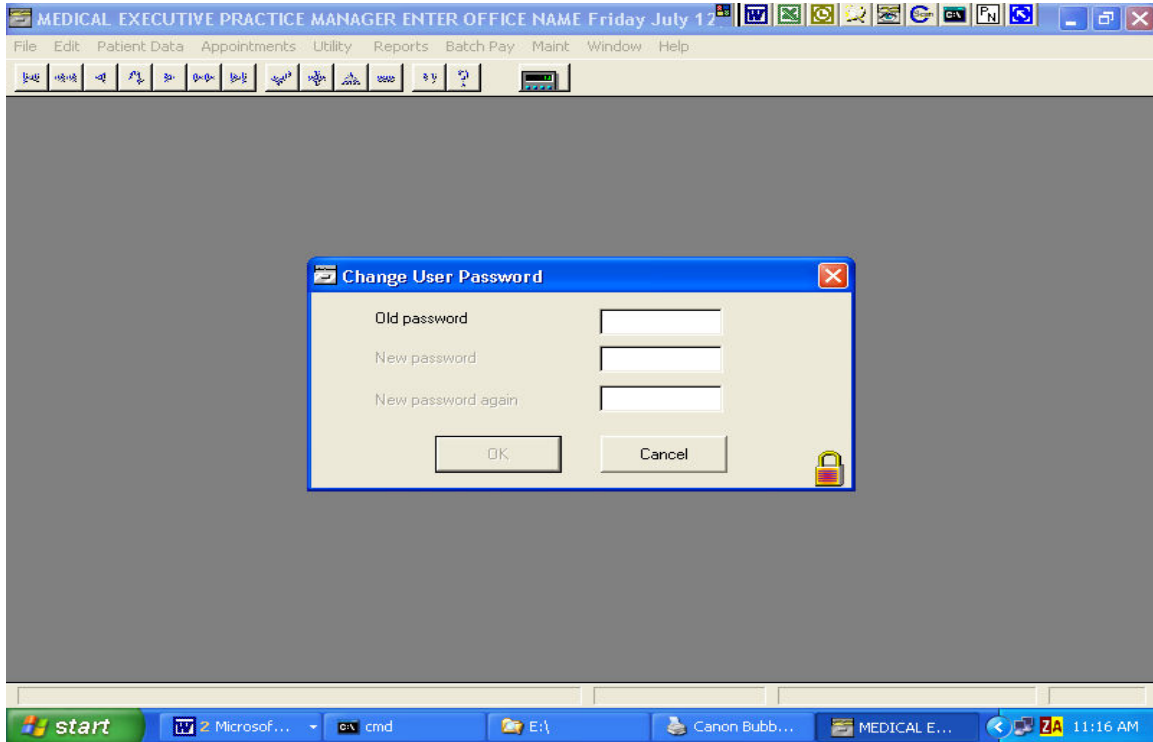 MEDICAL EXECUTIVE PRACTICE MANAGER ENTER OFFICE NAME Friday July 12
File Edit Patient Data Appointments Utility Reports Batch Pay Maint Window Help
Change User Password
Old password
New password
New password again
OK Cancel
start 2 Microsof... cmd E:\ Canon Bubb... MEDICAL E... ZA 11:16 AM